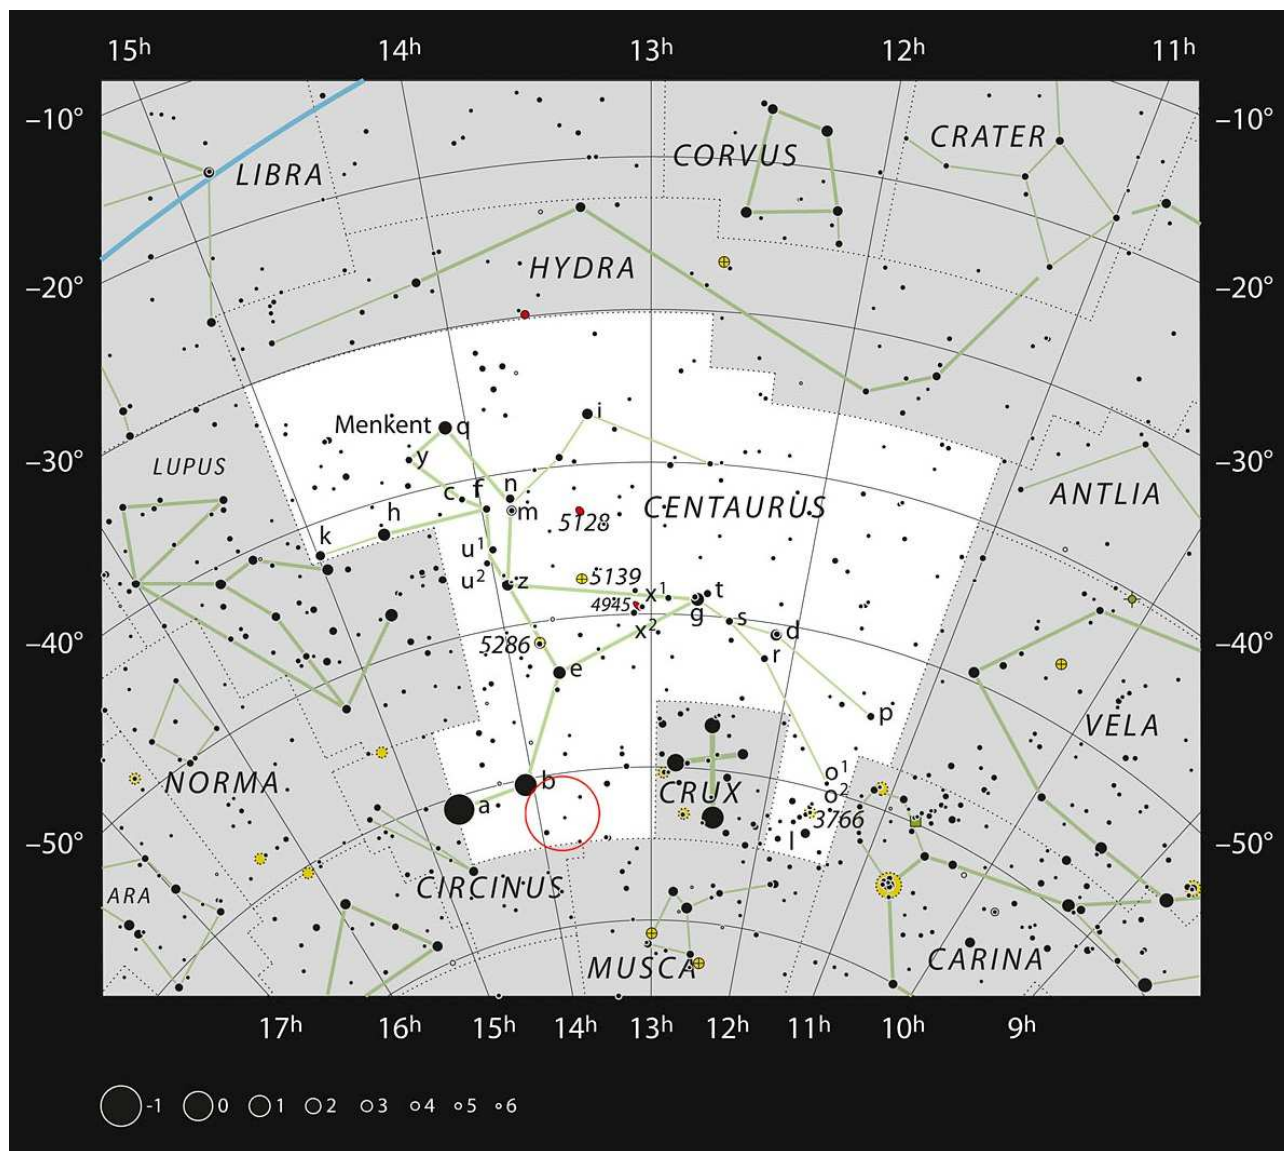 15h 14h 13h 12h 11h
–10° –10°
CRATER
CORVUS
LIBRA
HYDRA
–20° –20°
Menkent q i
y
–30° –30°
LUPUS
c f n
ANTLIA
h m CENTAURUS
5128
k
u1
u2 z 5139
4945 x1 t
x2 g s d
–40° –40°
5286 r
e
p
VELA
NORMA
b o1
CRUX o2
a 3766
l
–50° –50°
CIRCINUS
ARA
MUSCA CARINA
17h 16h 15h 14h 13h 12h 11h 10h 9h
-1 0 1 2 3 4 5 6